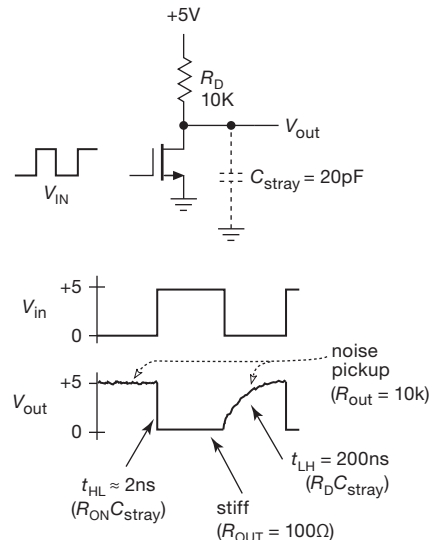 +5V
R_D
10K
V_out
V_IN
C_stray = 20pF
+5
V_in
0
noise
pickup
(R_out = 10k)
+5
V_out
0
t_HL ≈ 2ns
(R_ON C_stray)
stiff
(R_OUT = 100Ω)
t_LH = 200ns
(R_D C_stray)